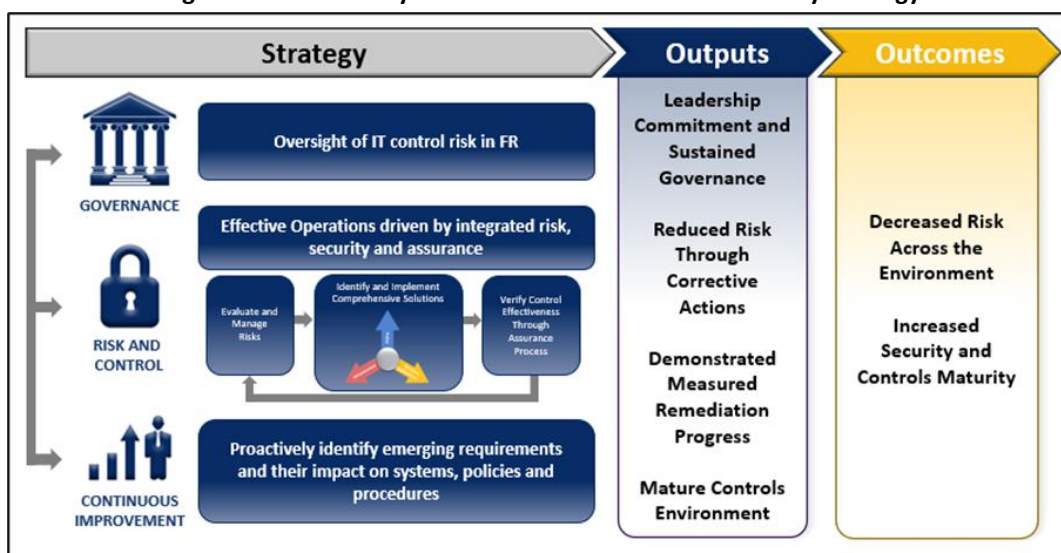 Strategy
Outputs
Outcomes
GOVERNANCE
Oversight of IT control risk in FR
RISK AND
CONTROL
Effective Operations driven by integrated risk,
security and assurance
Evaluate and
Manage
Risks
Identify and Implement
Comprehensive Solutions
Verify Control
Effectiveness
Through
Assurance
Process
CONTINUOUS
IMPROVEMENT
Proactively identify emerging requirements
and their impact on systems, policies and
procedures
Leadership
Commitment and
Sustained
Governance
Reduced Risk
Through
Corrective
Actions
Demonstrated
Measured
Remediation
Progress
Mature Controls
Environment
Decreased Risk
Across the
Environment
Increased
Security and
Controls Maturity